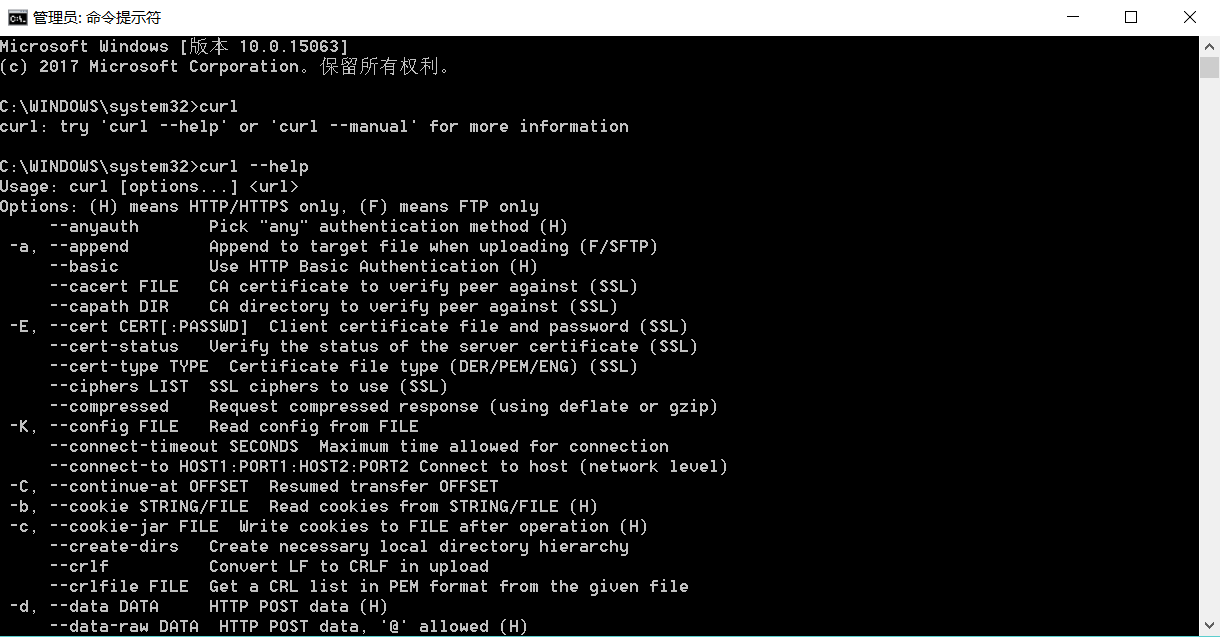 管理员: 命令提示符
Microsoft Windows [版本 10.0.15063]
(c) 2017 Microsoft Corporation。保留所有权利。
C:\WINDOWS\system32>curl
curl: try 'curl --help' or 'curl --manual' for more information
C:\WINDOWS\system32>curl --help
Usage: curl [options...] <url>
Options: (H) means HTTP/HTTPS only, (F) means FTP only
     --anyauth       Pick "any" authentication method (H)
 -a, --append        Append to target file when uploading (F/SFTP)
     --basic         Use HTTP Basic Authentication (H)
     --cacert FILE   CA certificate to verify peer against (SSL)
     --capath DIR    CA directory to verify peer against (SSL)
 -E, --cert CERT[:PASSWD]  Client certificate file and password (SSL)
     --cert-status   Verify the status of the server certificate (SSL)
     --cert-type TYPE  Certificate file type (DER/PEM/ENG) (SSL)
     --ciphers LIST  SSL ciphers to use (SSL)
     --compressed    Request compressed response (using deflate or gzip)
 -K, --config FILE   Read config from FILE
     --connect-timeout SECONDS  Maximum time allowed for connection
     --connect-to HOST1:PORT1:HOST2:PORT2 Connect to host (network level)
 -C, --continue-at OFFSET  Resumed transfer OFFSET
 -b, --cookie STRING/FILE  Read cookies from STRING/FILE (H)
 -c, --cookie-jar FILE  Write cookies to FILE after operation (H)
     --create-dirs   Create necessary local directory hierarchy
     --crlf          Convert LF to CRLF in upload
     --crlfile FILE  Get a CRL list in PEM format from the given file
 -d, --data DATA     HTTP POST data (H)
     --data-raw DATA  HTTP POST data, '@' allowed (H)